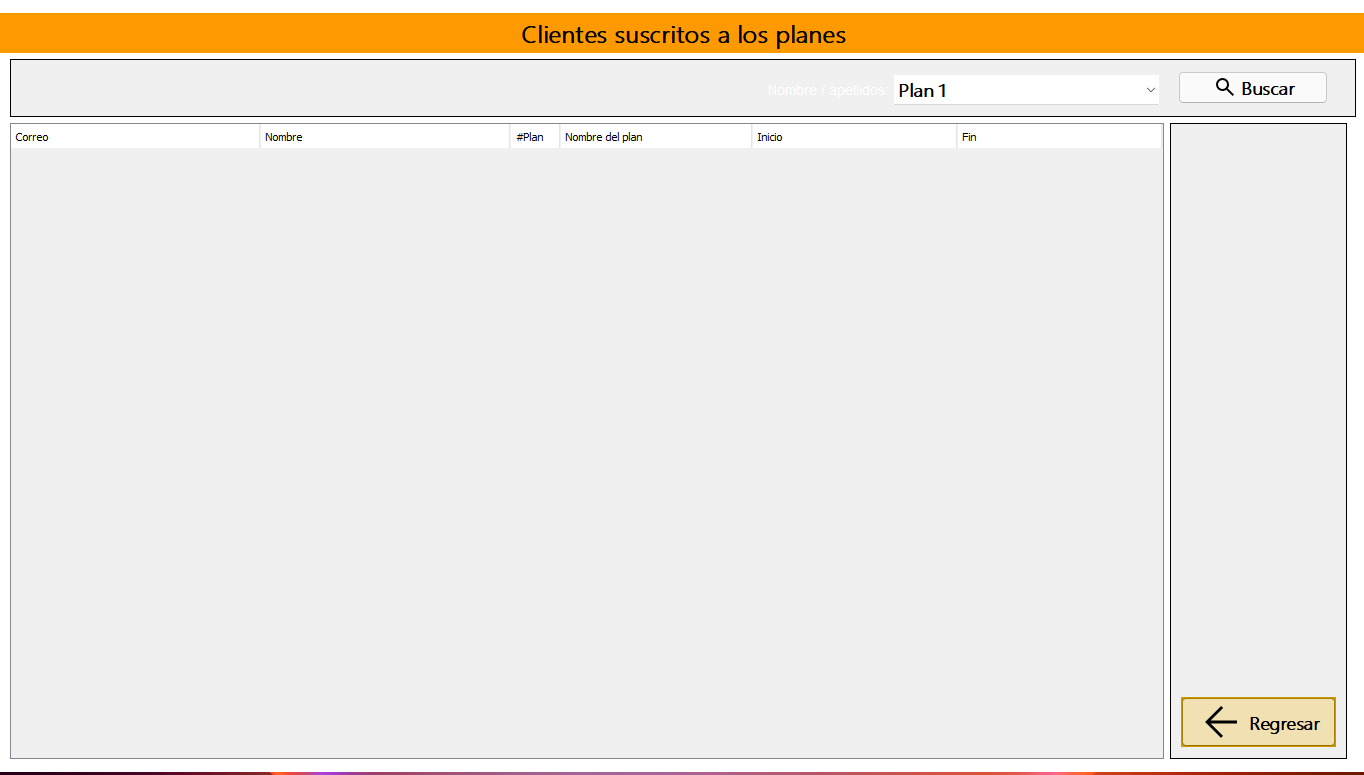 Clientes suscritos a los planes
Nombre / apellidos Plan 1 Buscar
Correo Nombre #Plan Nombre del plan Inicio Fin
Regresar